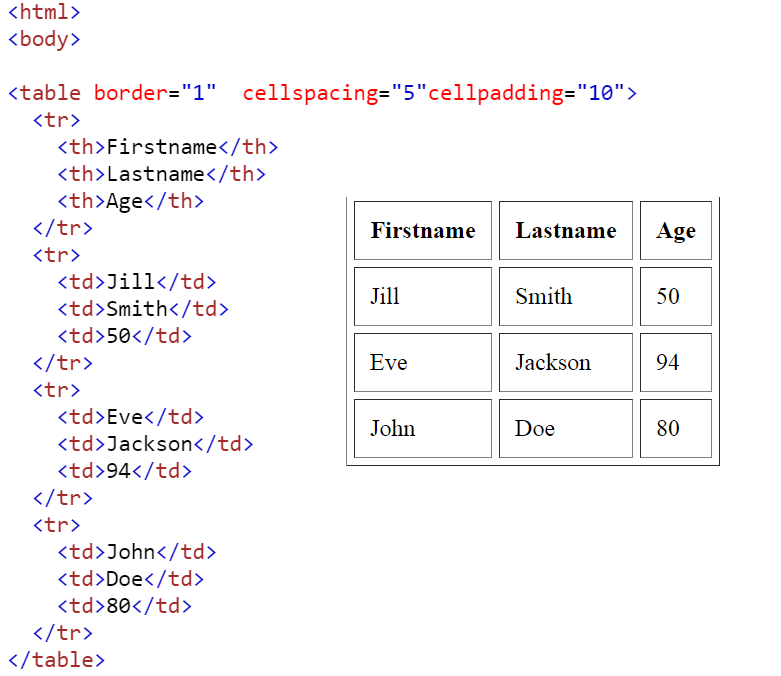 <html>
<body>

<table border="1"  cellspacing="5"cellpadding="10">
  <tr>
    <th>Firstname</th>
    <th>Lastname</th>
    <th>Age</th>
  </tr>
  <tr>
    <td>Jill</td>
    <td>Smith</td>
    <td>50</td>
  </tr>
  <tr>
    <td>Eve</td>
    <td>Jackson</td>
    <td>94</td>
  </tr>
  <tr>
    <td>John</td>
    <td>Doe</td>
    <td>80</td>
  </tr>
</table>
Firstname Lastname Age
Jill Smith 50
Eve Jackson 94
John Doe 80